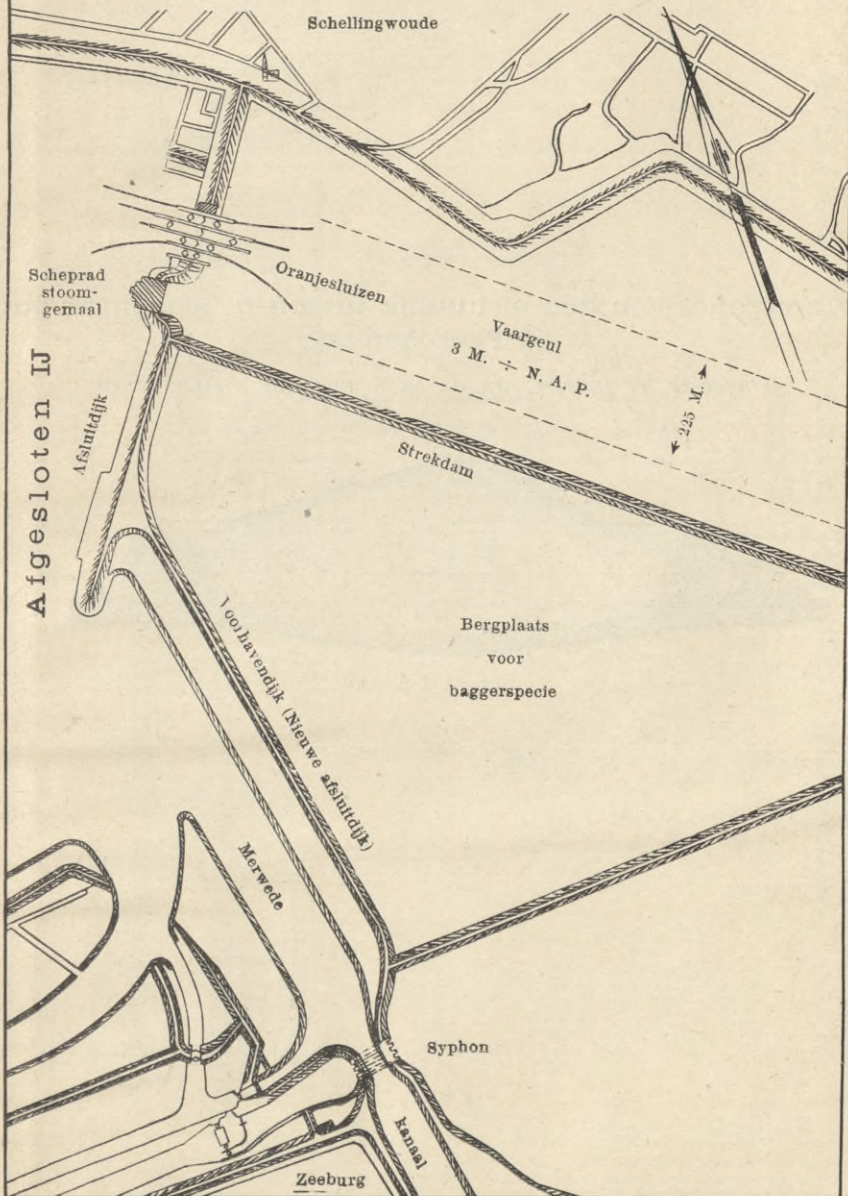 Schellingwoude
Scheprad
stoom-
gemaal
Oranjesluizen
Vaargeul
3 M. ÷ N. A. P.
225 M.
Afgesloten IJ
Afsluitdijk
Strekdam
Voorhavendijk (Nieuwe afsluitdijk)
Bergplaats
voor
baggerspecie
Merwede
Syphon
kanaal
Zeeburg